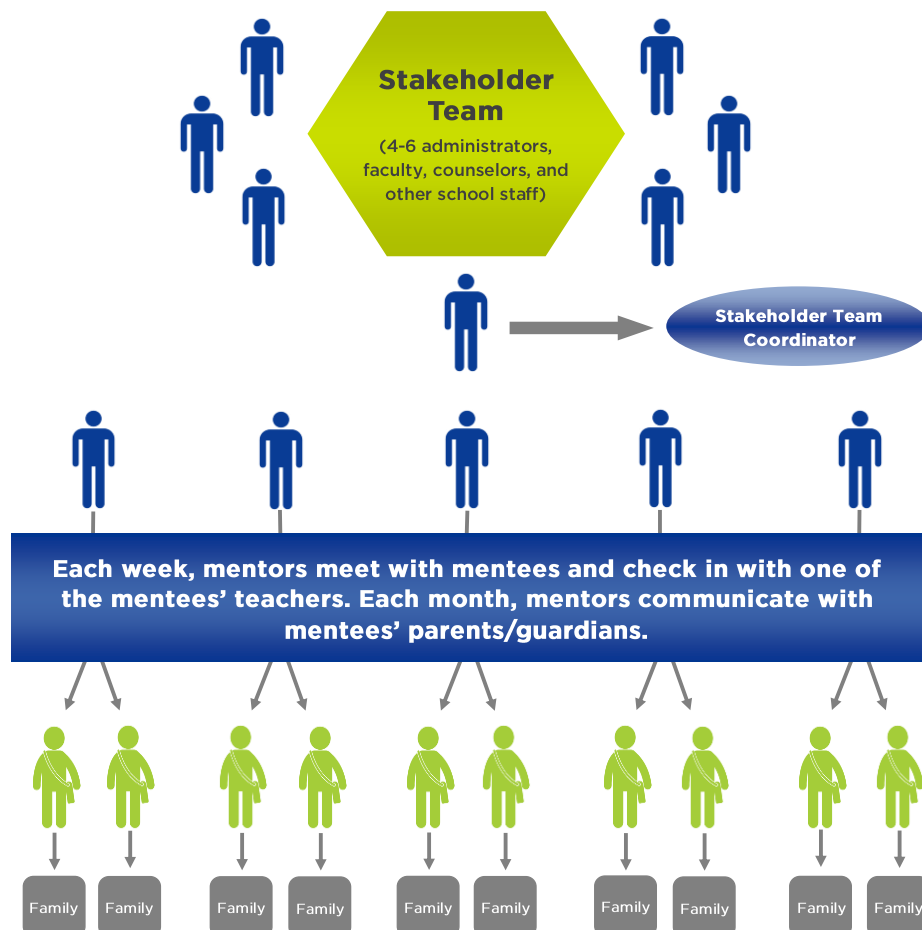 Stakeholder
Team
(4-6 administrators,
faculty, counselors, and
other school staff)
Stakeholder Team
Coordinator
Each week, mentors meet with mentees and check in with one of
the mentees’ teachers. Each month, mentors communicate with
mentees’ parents/guardians.
Family
Family
Family
Family
Family
Family
Family
Family
Family
Family